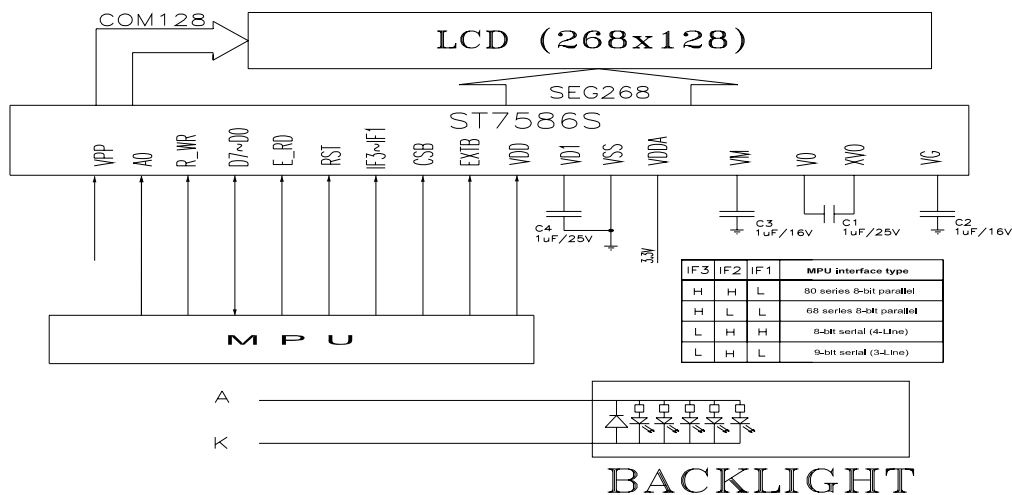 COM128
LCD (268x128)
SEG268
ST7586S
VPP
A0
R_WR
D7~D0
E_RD
RST
IF3~IF1
CSB
EXTB
VDD
VD1
VSS
VDDA
VM
V0
XV0
VG
C4
1uF/25V
3.3V
C3
1uF/16V
C1
1uF/25V
C2
1uF/16V
IF3 IF2 IF1 MPU interface type
H H L 80 series 8-bit parallel
H L L 68 series 8-bit parallel
L H H 8-bit serial (4-Line)
L H L 9-bit serial (3-Line)
MPU
A
K
BACKLIGHT